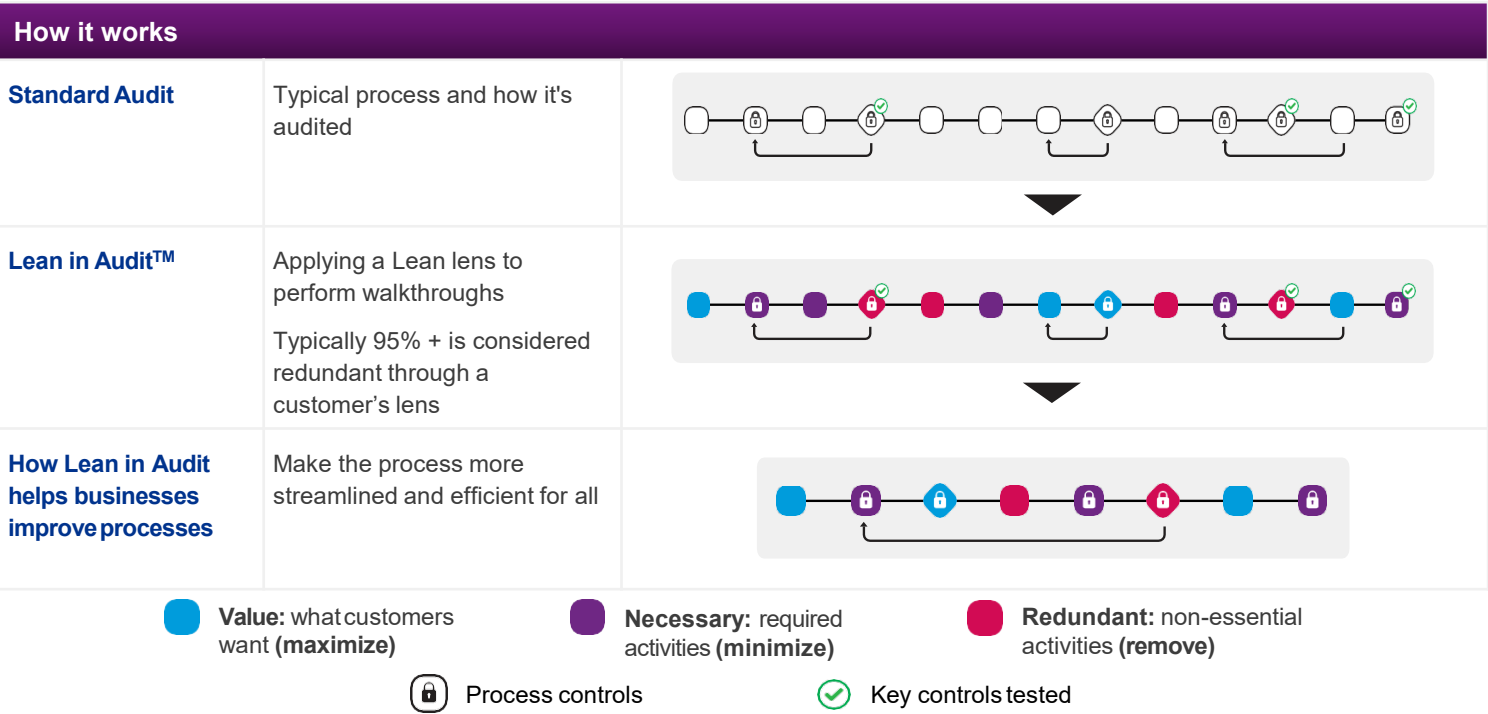 How it works
Standard Audit
Typical process and how it's
audited
Lean in Audit™
Applying a Lean lens to
perform walkthroughs
Typically 95% + is considered
redundant through a
customer’s lens
How Lean in Audit
helps businesses
improve processes
Make the process more
streamlined and efficient for all
Value: what customers
want (maximize)
Necessary: required
activities (minimize)
Redundant: non-essential
activities (remove)
Process controls
Key controls tested